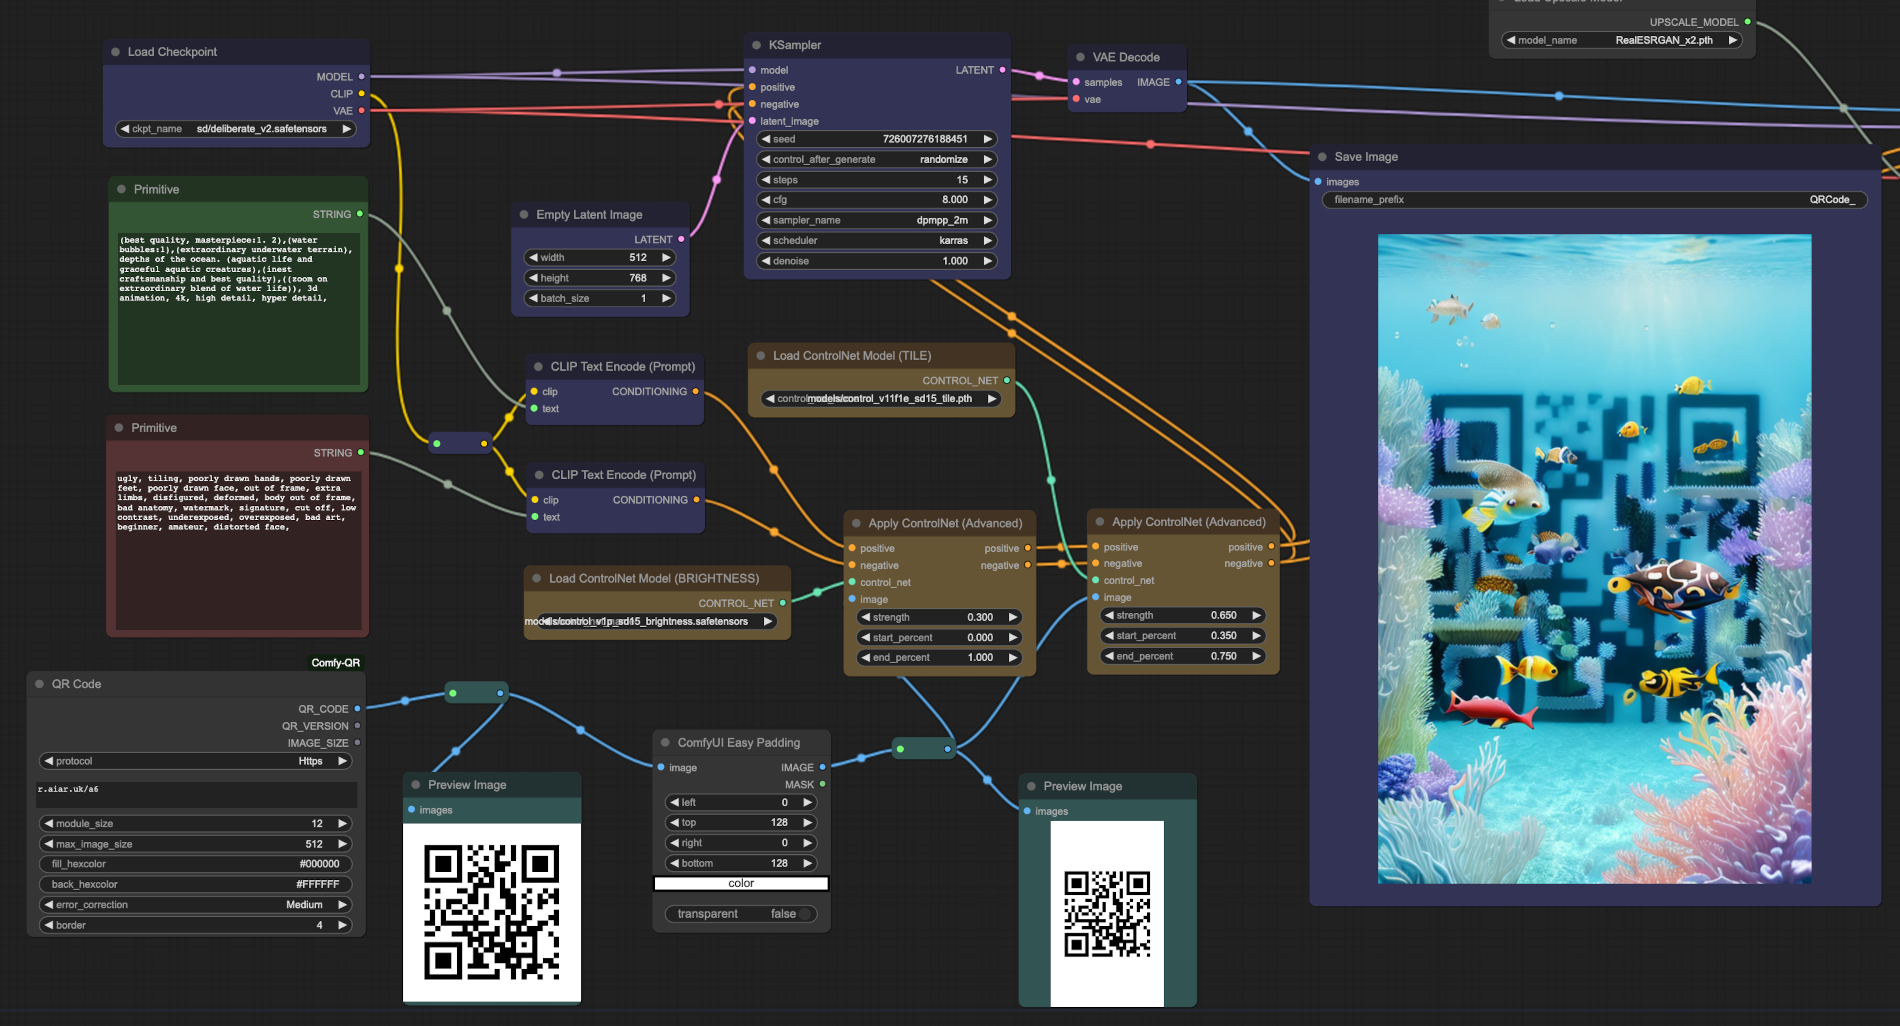 Load Checkpoint
MODEL
CLIP
VAE
ckpt_name sd/deliberate_v2.safetensors
Primitive
STRING
(best quality, masterpiece:1. 2),(water
bubbles:1),(extraordinary underwater terrain),
depths of the ocean. (aquatic life and
graceful aquatic creatures),(inest
craftsmanship and best quality),((zoom on
extraordinary blend of water life)), 3d
animation, 4k, high detail, hyper detail,
Primitive
STRING
ugly, tiling, poorly drawn hands, poorly drawn
feet, poorly drawn face, out of frame, extra
limbs, disfigured, deformed, body out of frame,
bad anatomy, watermark, signature, cut off, low
contrast, underexposed, overexposed, bad art,
beginner, amateur, distorted face,
Comfy-QR
QR Code
QR_CODE
QR_VERSION
IMAGE_SIZE
protocol Https
r.aiar.uk/a6
module_size 12
max_image_size 512
fill_hexcolor #000000
back_hexcolor #FFFFFF
error_correction Medium
border 4
Preview Image
images
Empty Latent Image
LATENT
width 512
height 768
batch_size 1
CLIP Text Encode (Prompt)
clip CONDITIONING
text
CLIP Text Encode (Prompt)
clip CONDITIONING
text
Load ControlNet Model (BRIGHTNESS)
CONTROL_NET
models/control_v1p_sd15_brightness.safetensors
ComfyUI Easy Padding
image IMAGE
MASK
left 0
top 128
right 0
bottom 128
color
transparent false
KSampler
model LATENT
positive
negative
latent_image
seed 726007276188451
control_after_generate randomize
steps 15
cfg 8.000
sampler_name dpmpp_2m
scheduler karras
denoise 1.000
Load ControlNet Model (TILE)
CONTROL_NET
models/control_v11f1e_sd15_tile.pth
Apply ControlNet (Advanced)
positive positive
negative negative
control_net
image
strength 0.300
start_percent 0.000
end_percent 1.000
Apply ControlNet (Advanced)
positive positive
negative negative
control_net
image
strength 0.650
start_percent 0.350
end_percent 0.750
Preview Image
images
VAE Decode
samples IMAGE
vae
Load Upscale Model
UPSCALE_MODEL
model_name RealESRGAN_x2.pth
Save Image
images
filename_prefix QRCode_